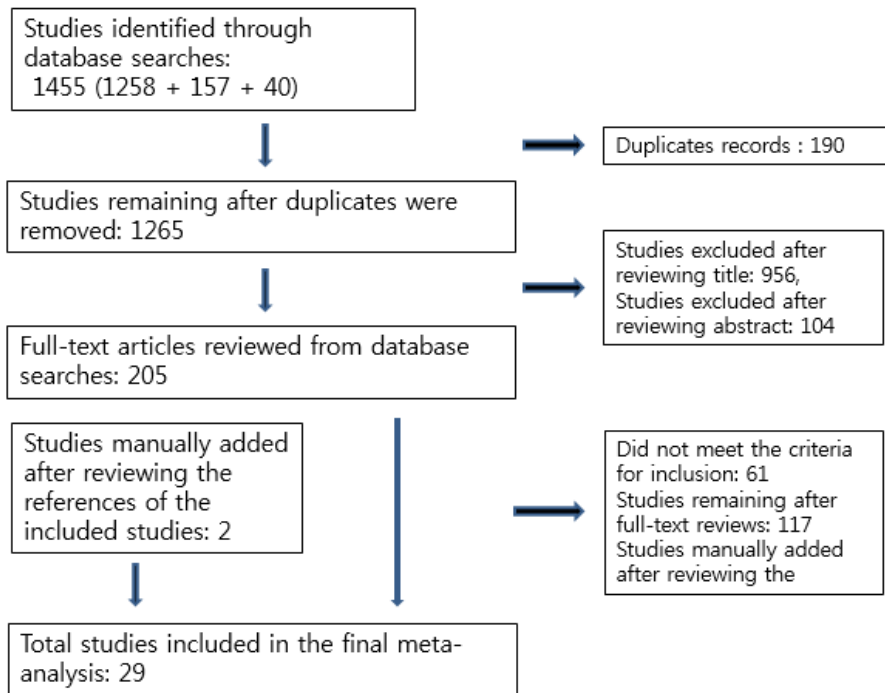 Studies identified through
database searches:
1455 (1258 + 157 + 40)
Duplicates records : 190
Studies remaining after duplicates were
removed: 1265
Studies excluded after
reviewing title: 956,
Studies excluded after
reviewing abstract: 104
Full-text articles reviewed from database
searches: 205
Studies manually added
after reviewing the
references of the
included studies: 2
Did not meet the criteria
for inclusion: 61
Studies remaining after
full-text reviews: 117
Studies manually added
after reviewing the
Total studies included in the final meta-
analysis: 29